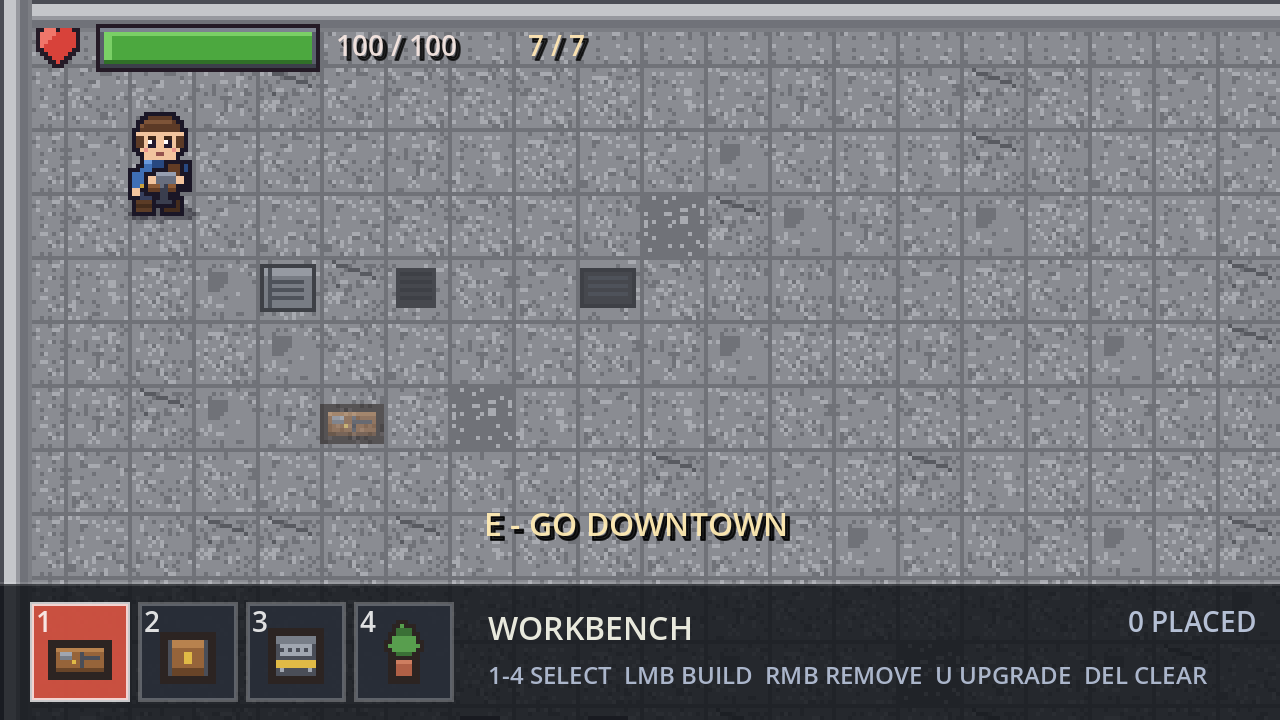 100 / 100 7 / 7
E - GO DOWNTOWN
1 2 3 4
WORKBENCH 0 PLACED
1-4 SELECT LMB BUILD RMB REMOVE U UPGRADE DEL CLEAR